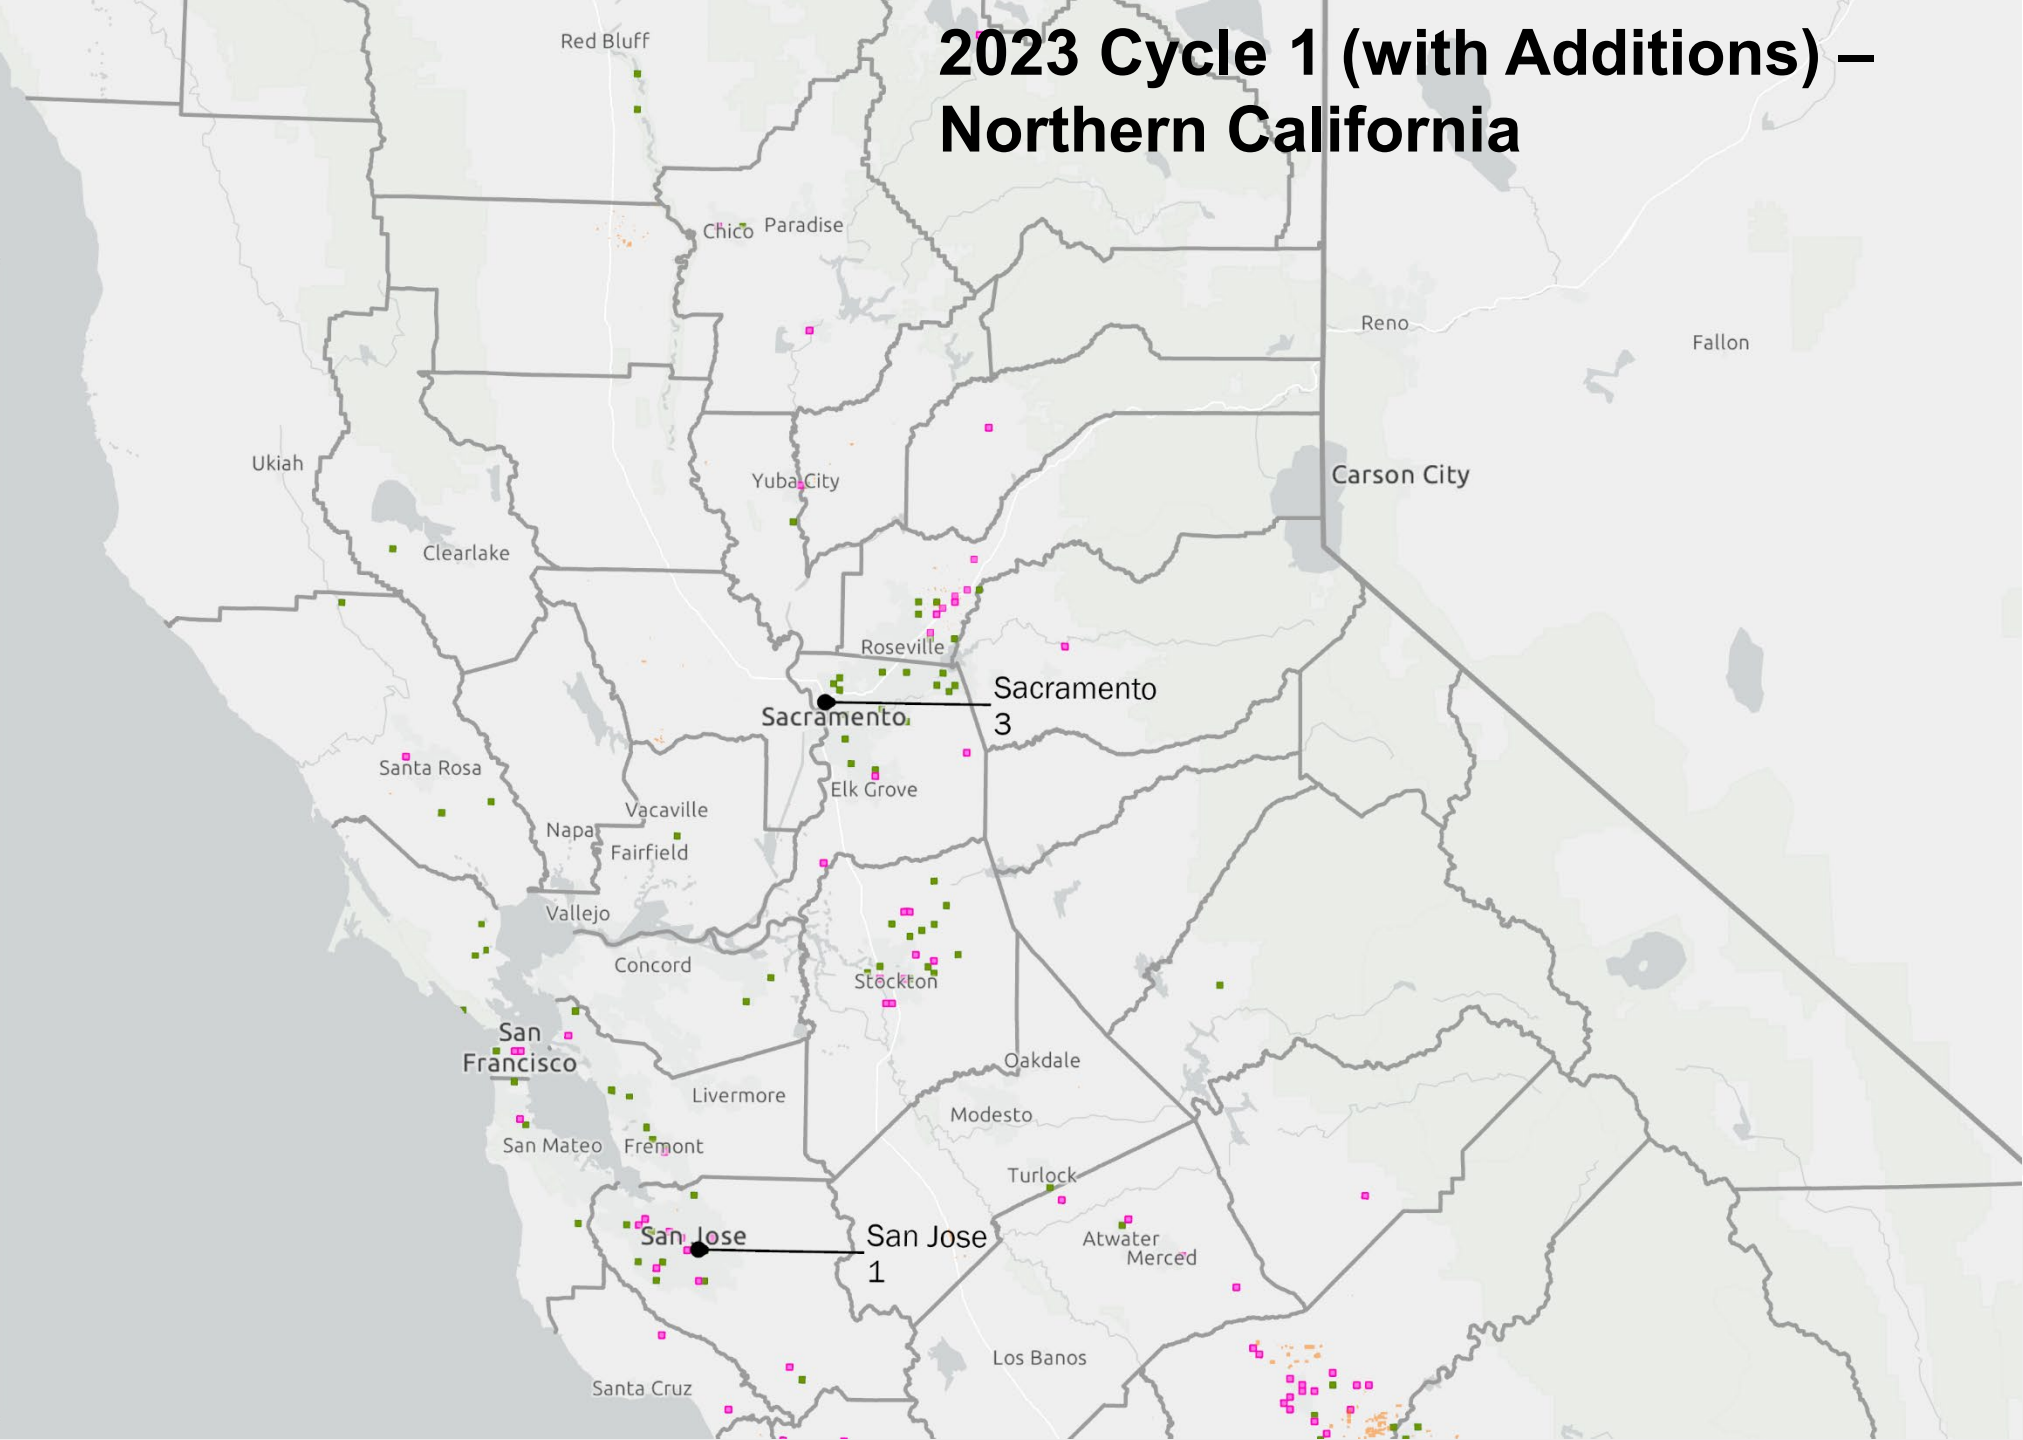 2023 Cycle 1 (with Additions) –
Northern California
Red Bluff
Chico
Paradise
Reno
Fallon
Ukiah
Yuba City
Carson City
Clearlake
Roseville
Sacramento
3
Sacramento
Santa Rosa
Elk Grove
Vacaville
Napa
Fairfield
Vallejo
Concord
Stockton
San
Francisco
Oakdale
Livermore
Modesto
San Mateo
Fremont
Turlock
San Jose
San Jose
1
Atwater
Merced
Los Banos
Santa Cruz